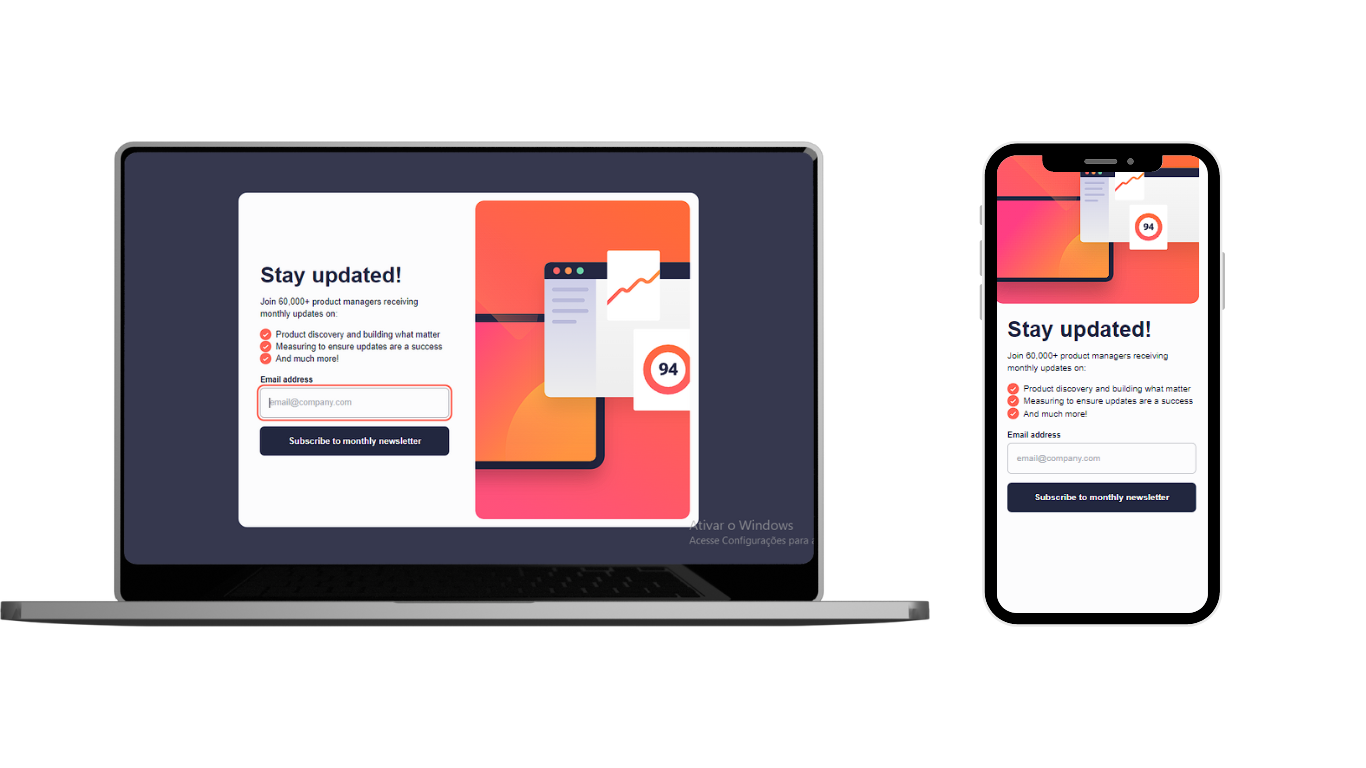 Stay updated!
Join 60,000+ product managers receiving
monthly updates on:
Product discovery and building what matter
Measuring to ensure updates are a success
And much more!
Email address
email@company.com
Subscribe to monthly newsletter
94
Ativar o Windows
Acesse Configurações para a
94
Stay updated!
Join 60,000+ product managers receiving
monthly updates on:
Product discovery and building what matter
Measuring to ensure updates are a success
And much more!
Email address
email@company.com
Subscribe to monthly newsletter